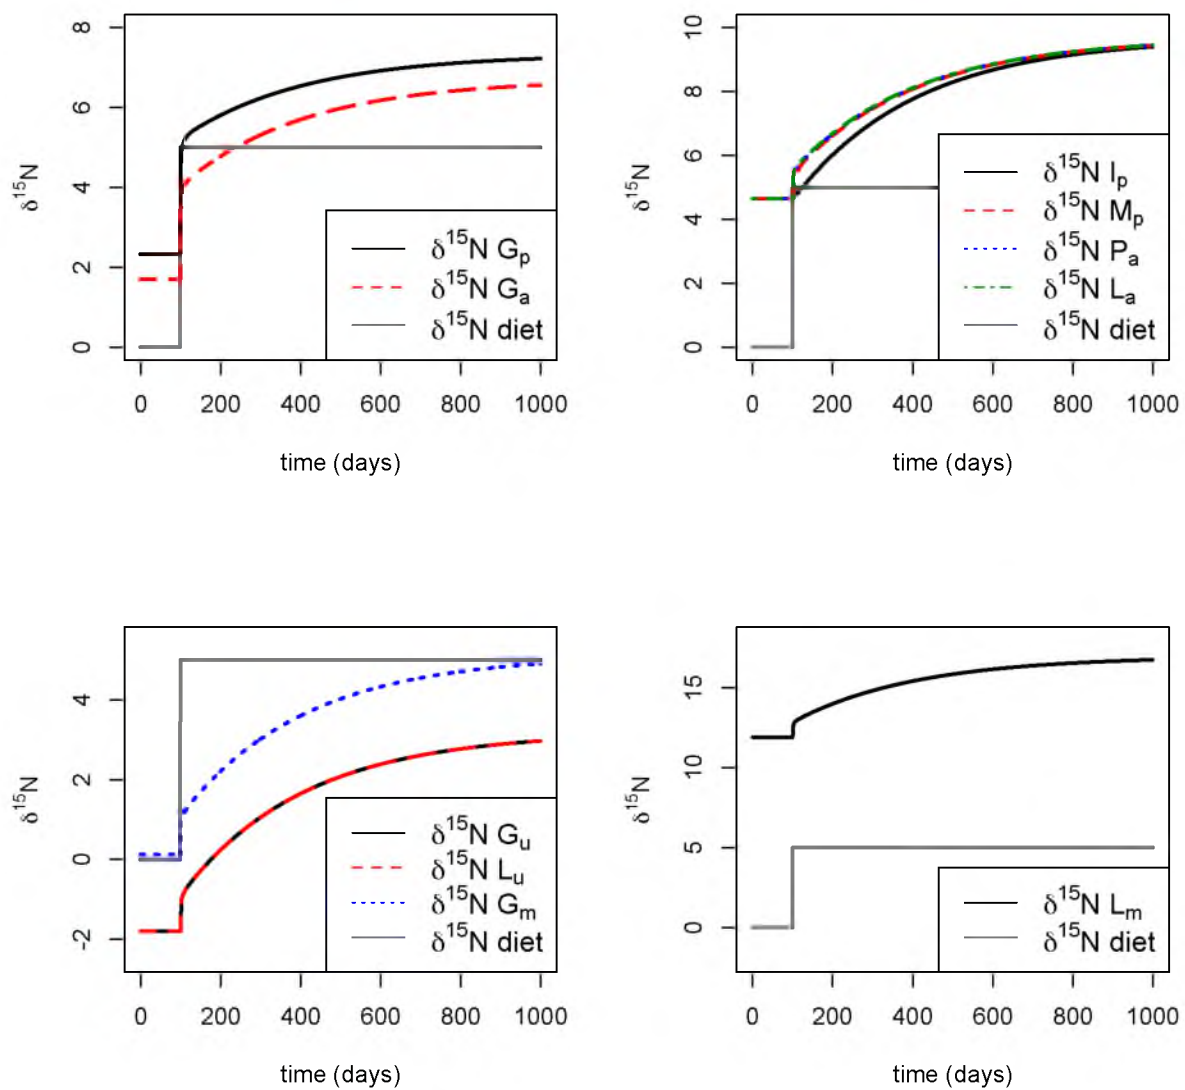 8
6
4
2
0
δ¹⁵N
δ¹⁵N Gₚ
δ¹⁵N Gₐ
δ¹⁵N diet
0 200 400 600 800 1000
time (days)
10
8
6
4
2
0
δ¹⁵N
δ¹⁵N Iₚ
δ¹⁵N Mₚ
δ¹⁵N Pₐ
δ¹⁵N Lₐ
δ¹⁵N diet
0 200 400 600 800 1000
time (days)
4
2
0
-2
δ¹⁵N
δ¹⁵N Gᵤ
δ¹⁵N Lᵤ
δ¹⁵N Gₘ
δ¹⁵N diet
0 200 400 600 800 1000
time (days)
15
10
5
0
δ¹⁵N
δ¹⁵N Lₘ
δ¹⁵N diet
0 200 400 600 800 1000
time (days)